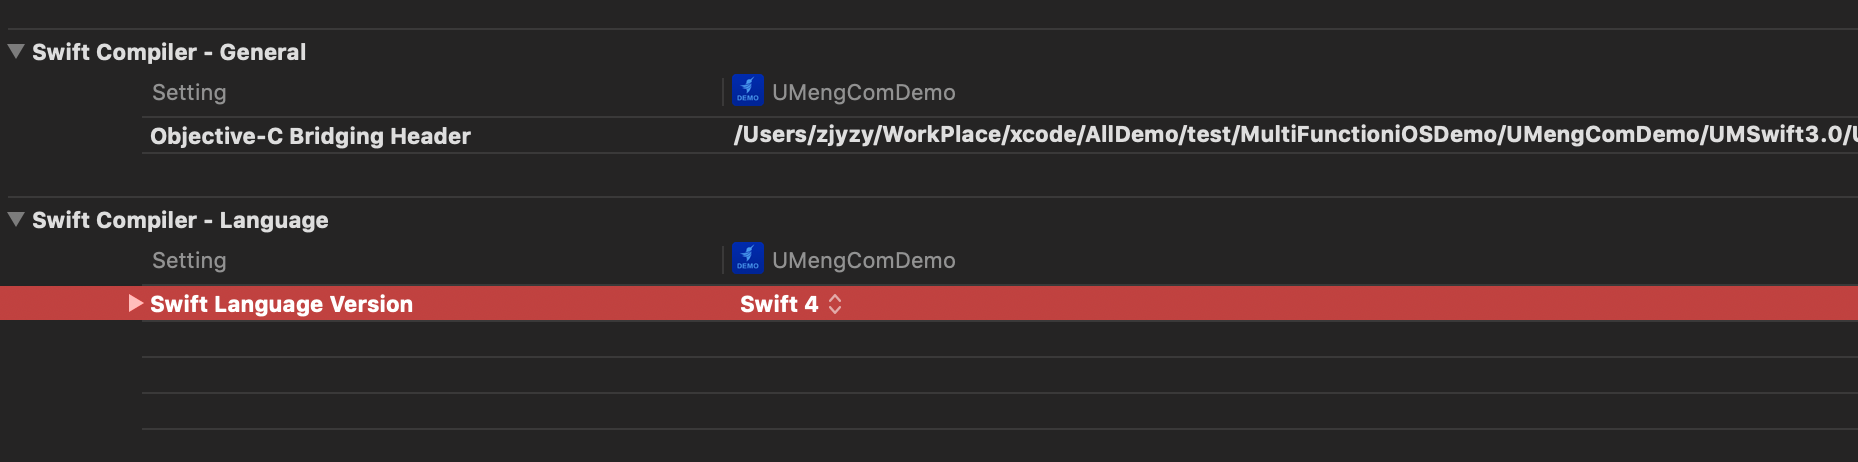 Swift Compiler - General
Setting
DEMO
UMengComDemo
Objective-C Bridging Header
/Users/zjyzy/WorkPlace/xcode/AllDemo/test/MultiFunctioniOSDemo/UMengComDemo/UMSwift3.0/
Swift Compiler - Language
Setting
DEMO
UMengComDemo
Swift Language Version
Swift 4